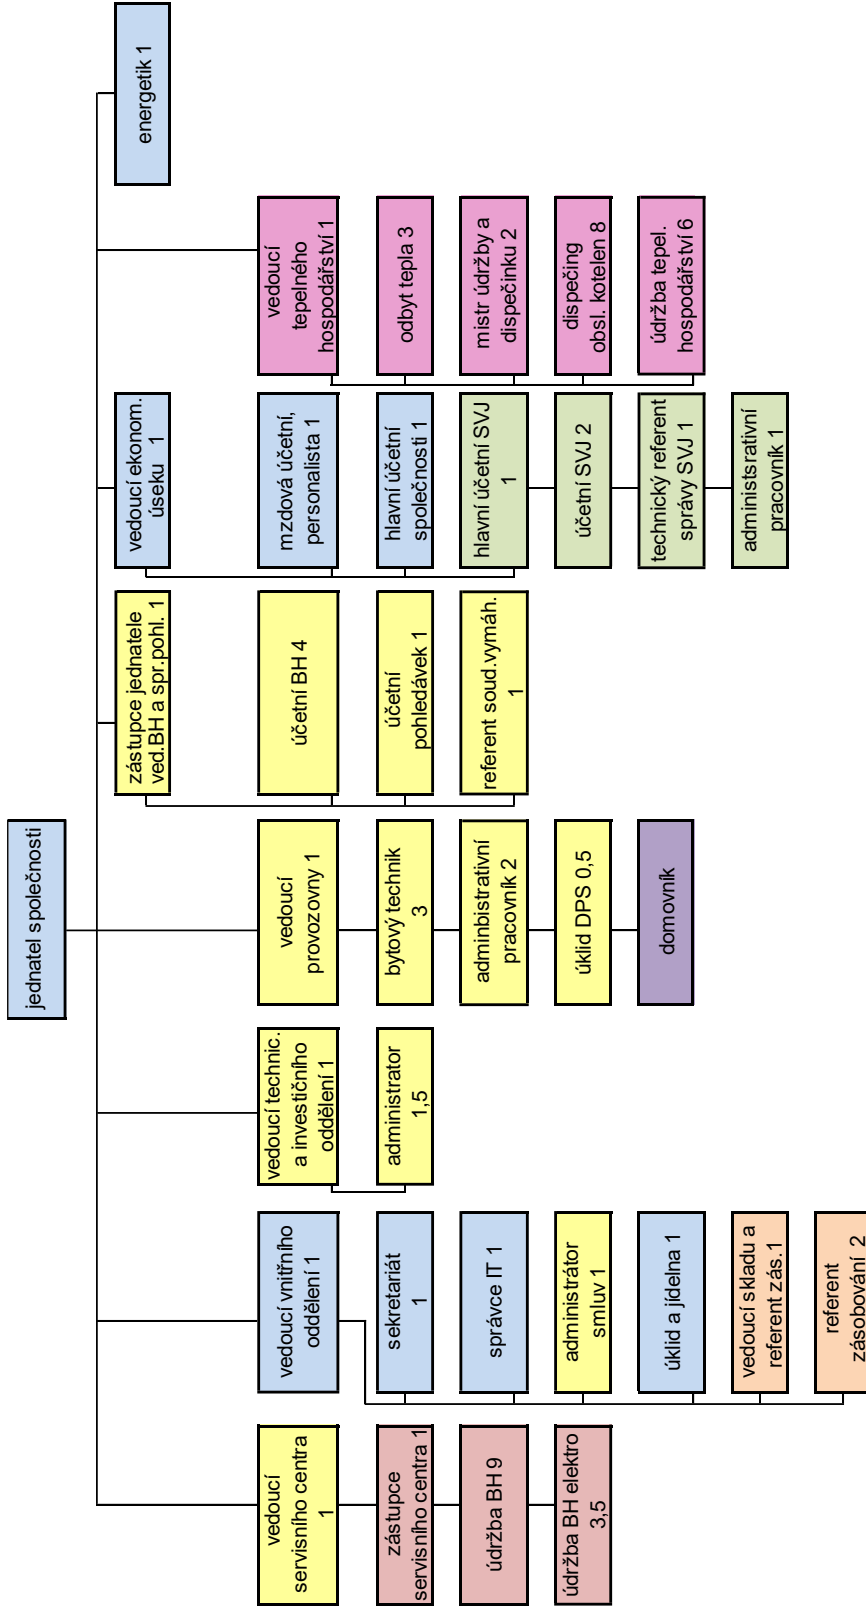 jednatel společnosti
vedoucí
servisního centra
1
zástupce
servisního centra 1
údržba BH 9
údržba BH elektro
3,5
vedoucí vnitřního
oddělení 1
sekretariát
1
správce IT 1
administrátor
smluv 1
úklid a jídelna 1
vedoucí skladu a
referent zás.1
referent
zásobování 2
vedoucí technic.
a investičního
oddělení 1
administrator
1,5
vedoucí
provozovny 1
bytový technik
3
adminbistrativní
pracovník 2
úklid DPS 0,5
domovník
zástupce jednatele
ved.BH a spr.pohl. 1
účetní BH 4
účetní
pohledávek 1
referent soud.vymáh.
1
vedoucí ekonom.
úseku 1
mzdová účetní,
personalista 1
hlavní účetní
společnosti 1
hlavní účetní SVJ
1
účetní SVJ 2
technický referent
správy SVJ 1
administsrativní
pracovník 1
vedoucí
tepelného
hospodářství 1
odbyt tepla 3
mistr údržby a
dispečinku 2
dispečing
obsl. kotelen 8
údržba tepel.
hospodářství 6
energetik 1